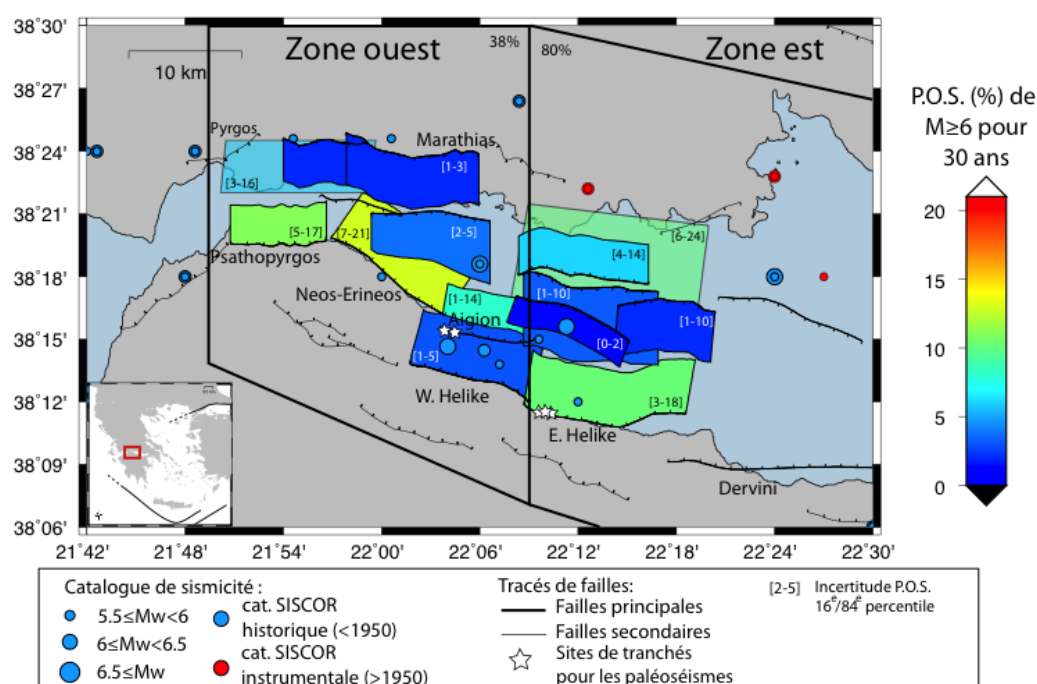 38°30'
38°27'
38°24'
38°21'
38°18'
38°15'
38°12'
38°09'
38°06'
21°42'
21°48'
21°54'
22°00'
22°06'
22°12'
22°18'
22°24'
22°30'
Zone ouest
38%
80%
Zone est
10 km
Pyrgos
Marathias
[1-3]
[3-16]
[5-17]
[7-21]
[2-5]
[6-24]
[4-14]
Psathopyrgos
Neos-Erineos
[1-14]
[1-10]
[1-10]
Aigion
[0-2]
[1-5]
W. Helike
[3-18]
E. Helike
Dervini
P.O.S. (%) de
M≥6 pour
30 ans
20
15
10
5
0
Catalogue de sismicité :
5.5≤Mw<6
6≤Mw<6.5
6.5≤Mw
cat. SISCOR
historique (<1950)
cat. SISCOR
instrumentale (>1950)
Tracés de failles:
Failles principales
Failles secondaires
Sites de tranchés
pour les paléoséismes
[2-5] Incertitude P.O.S.
16e/84e percentile